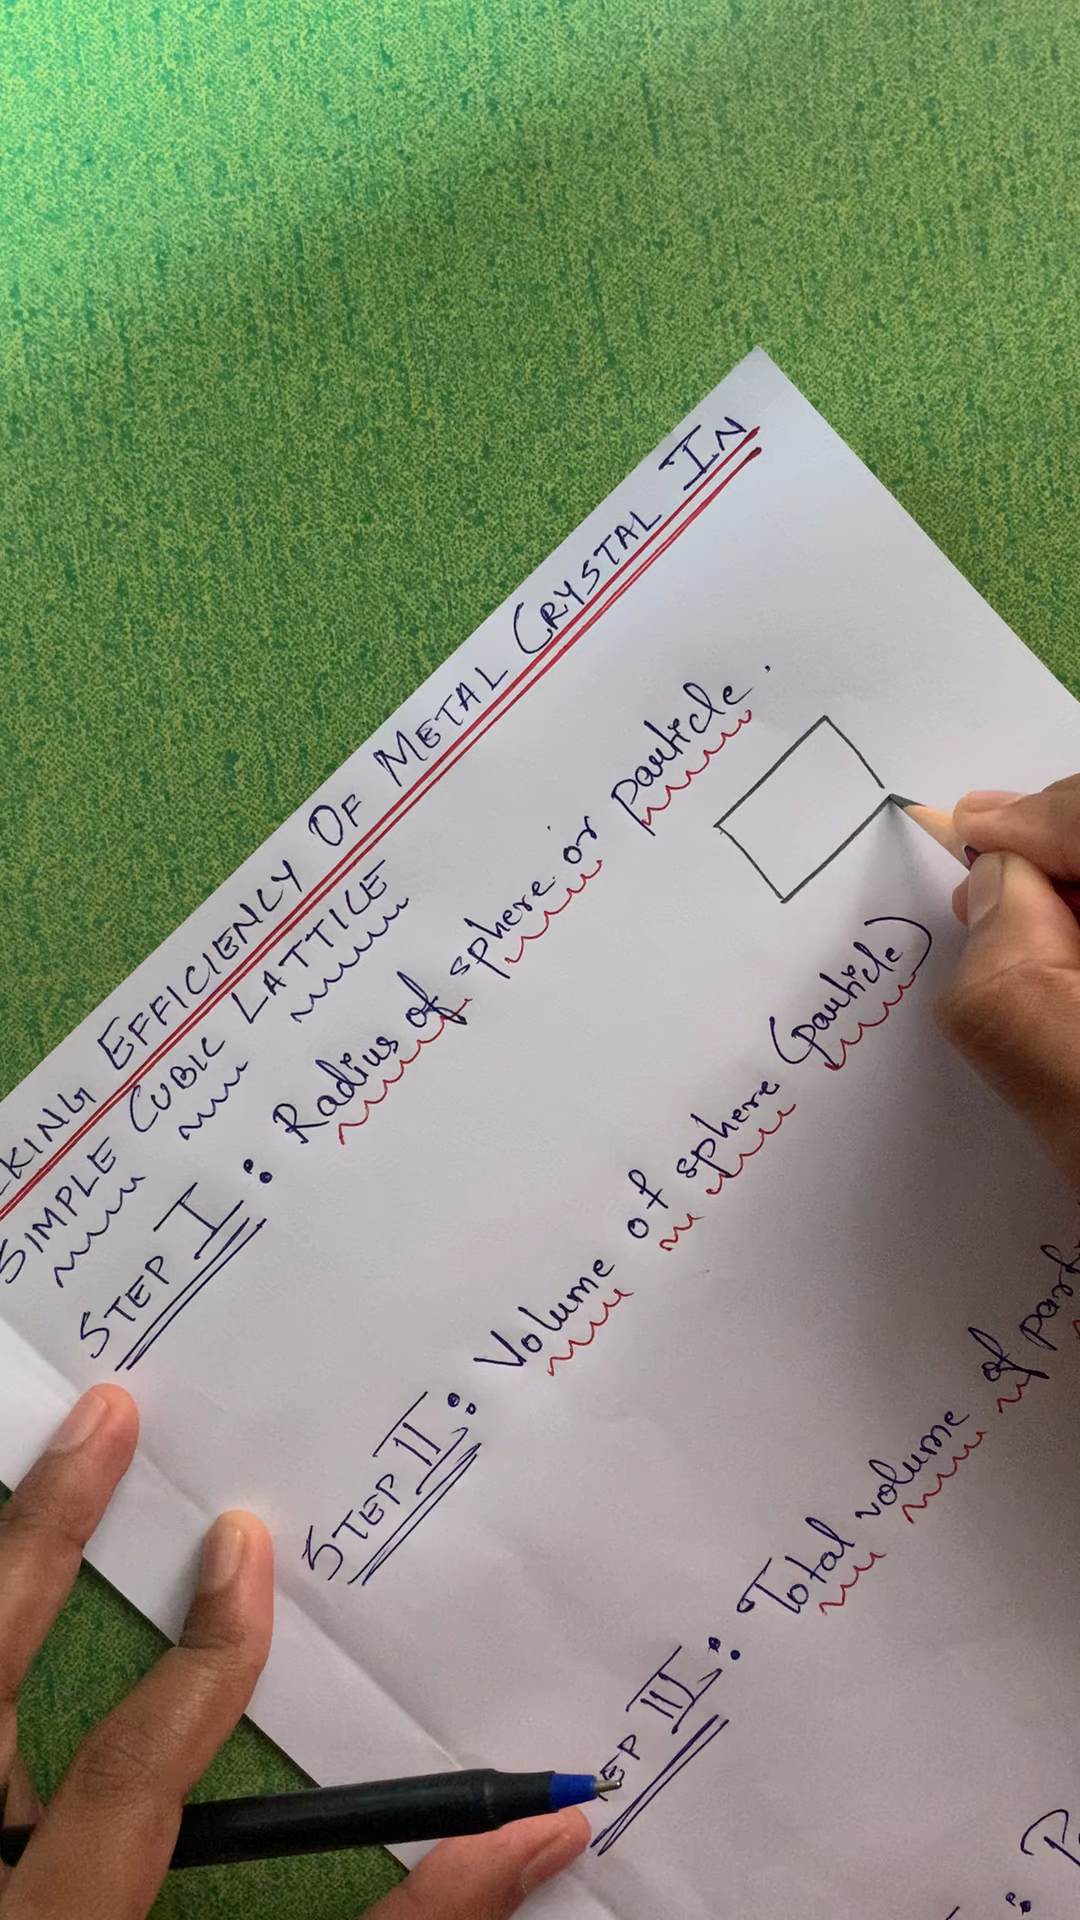 EFFICIENCY OF METAL CRYSTAL IN
SIMPLE CUBIC LATTICE
STEP I : Radius of sphere or particle.
STEP II : Volume of sphere (particle)
III : Total volume of